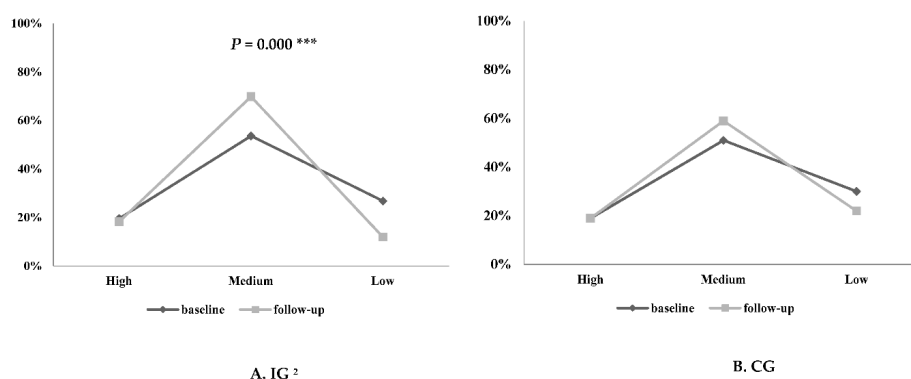 100%
P = 0.000 ***
80%
60%
40%
20%
0%
High Medium Low
baseline follow-up
A. IG ²
100%
80%
60%
40%
20%
0%
High Medium Low
baseline follow-up
B. CG